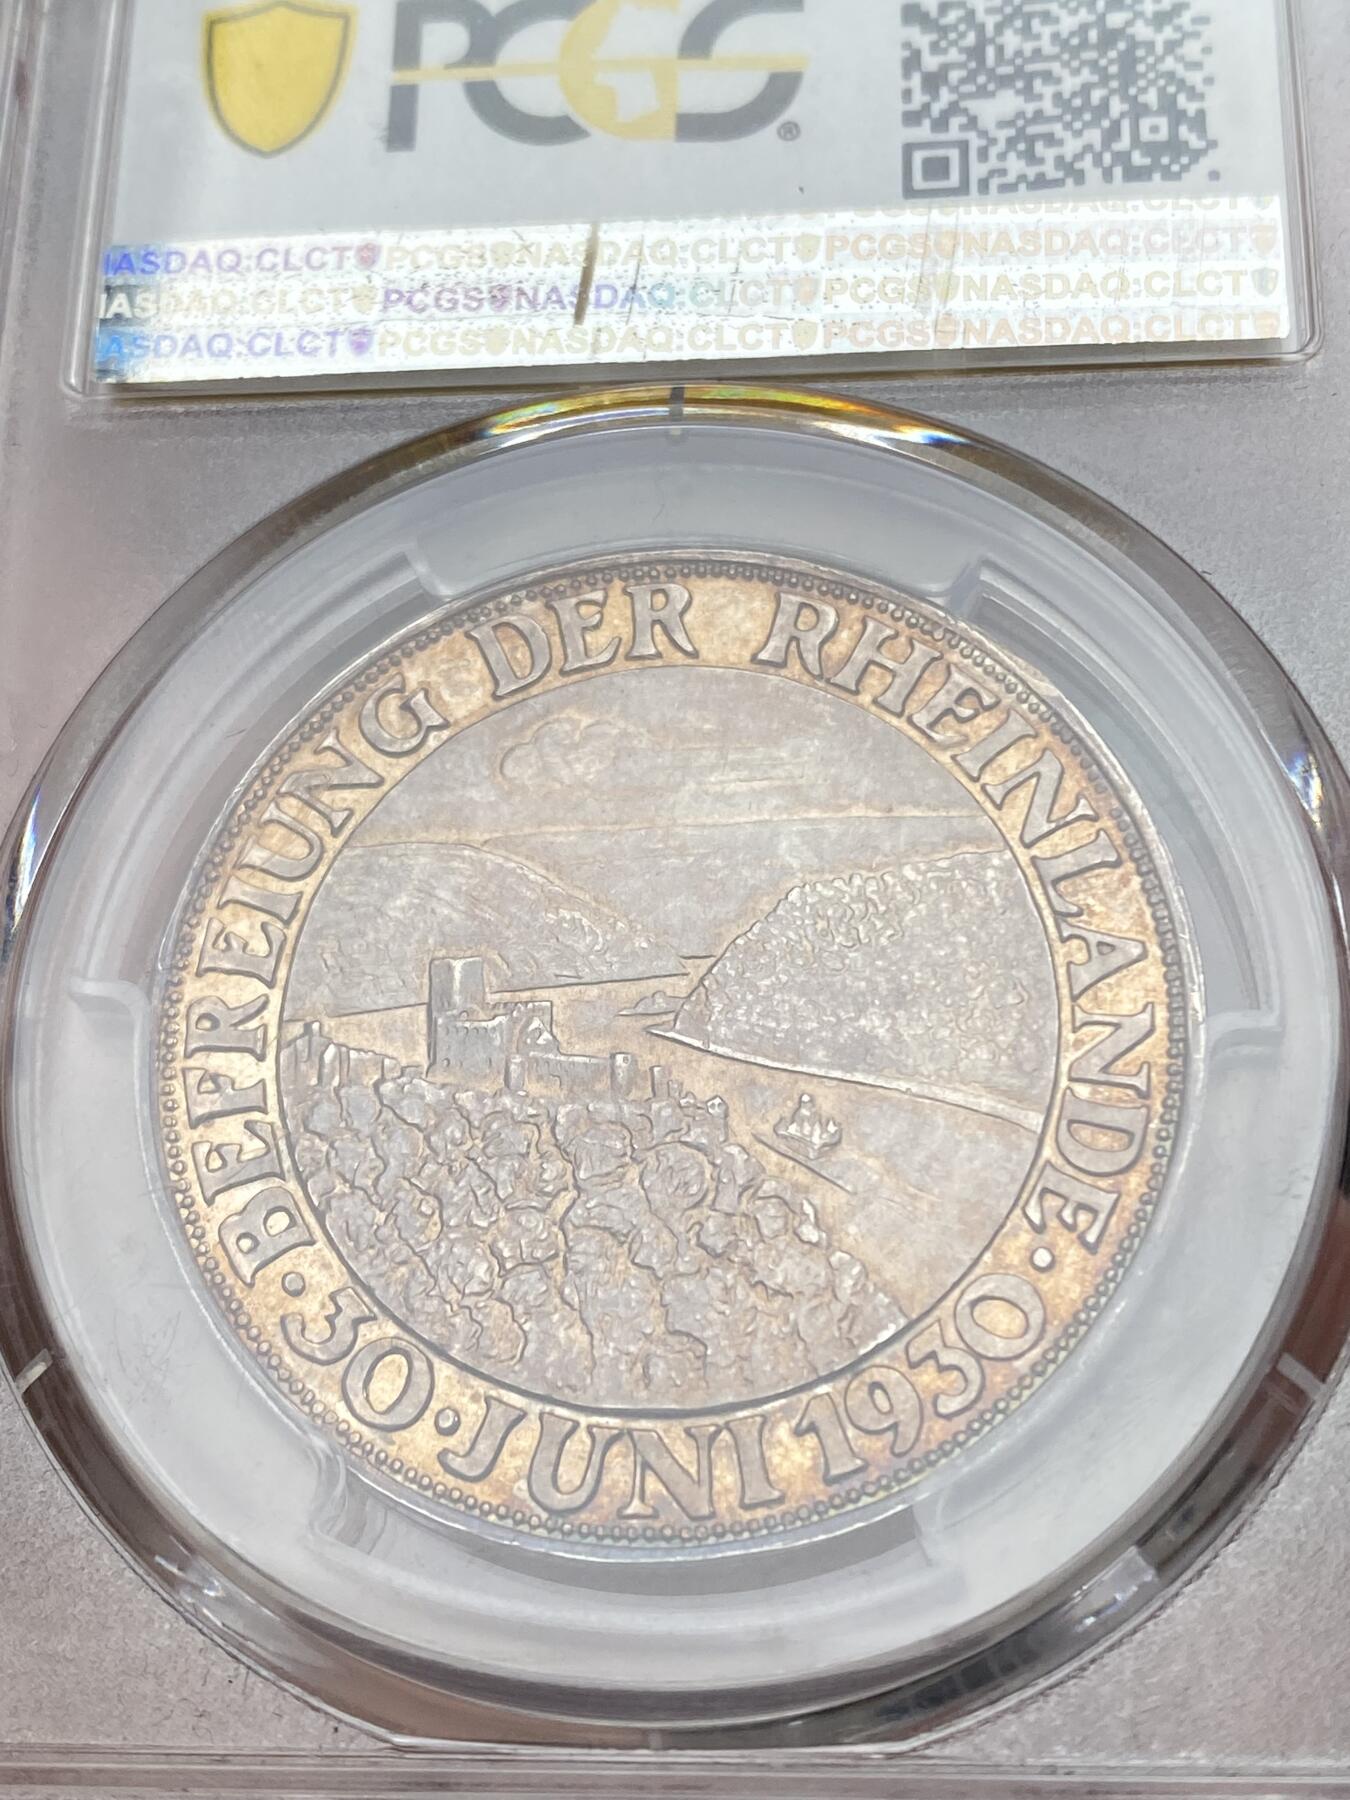 PCGS®
NASDAQ:CLCT PCGS NASDAQ:CLCT PCGS NASDAQ:CLCT
NASDAQ:CLCT PCGS NASDAQ:CLCT PCGS NASDAQ:CLCT
NASDAQ:CLCT PCGS NASDAQ:CLCT PCGS NASDAQ:CLCT
BEFREIUNG DER RHEINLANDE
·30·JUNI 1930·